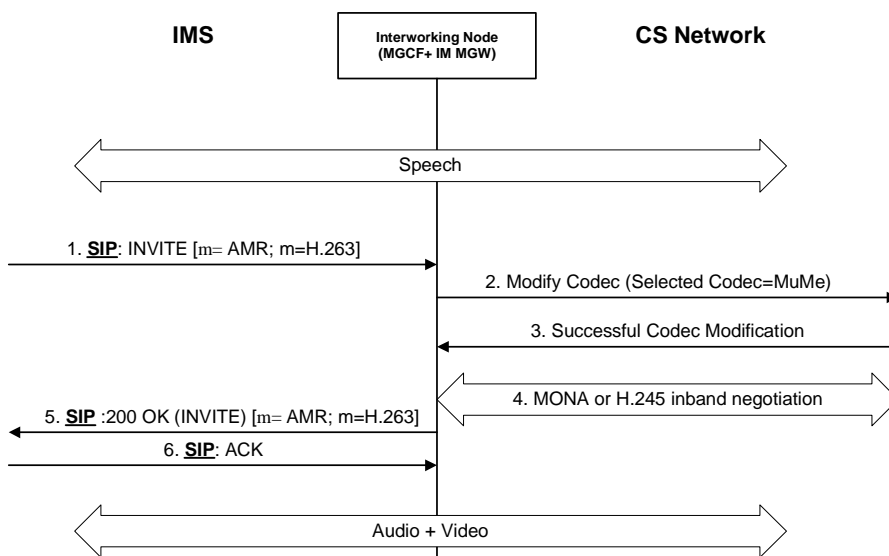 IMS
Interworking Node
(MGCF+ IM MGW)
CS Network
Speech
1. SIP: INVITE [m= AMR; m=H.263]
2. Modify Codec (Selected Codec=MuMe)
3. Successful Codec Modification
4. MONA or H.245 inband negotiation
5. SIP :200 OK (INVITE) [m= AMR; m=H.263]
6. SIP: ACK
Audio + Video